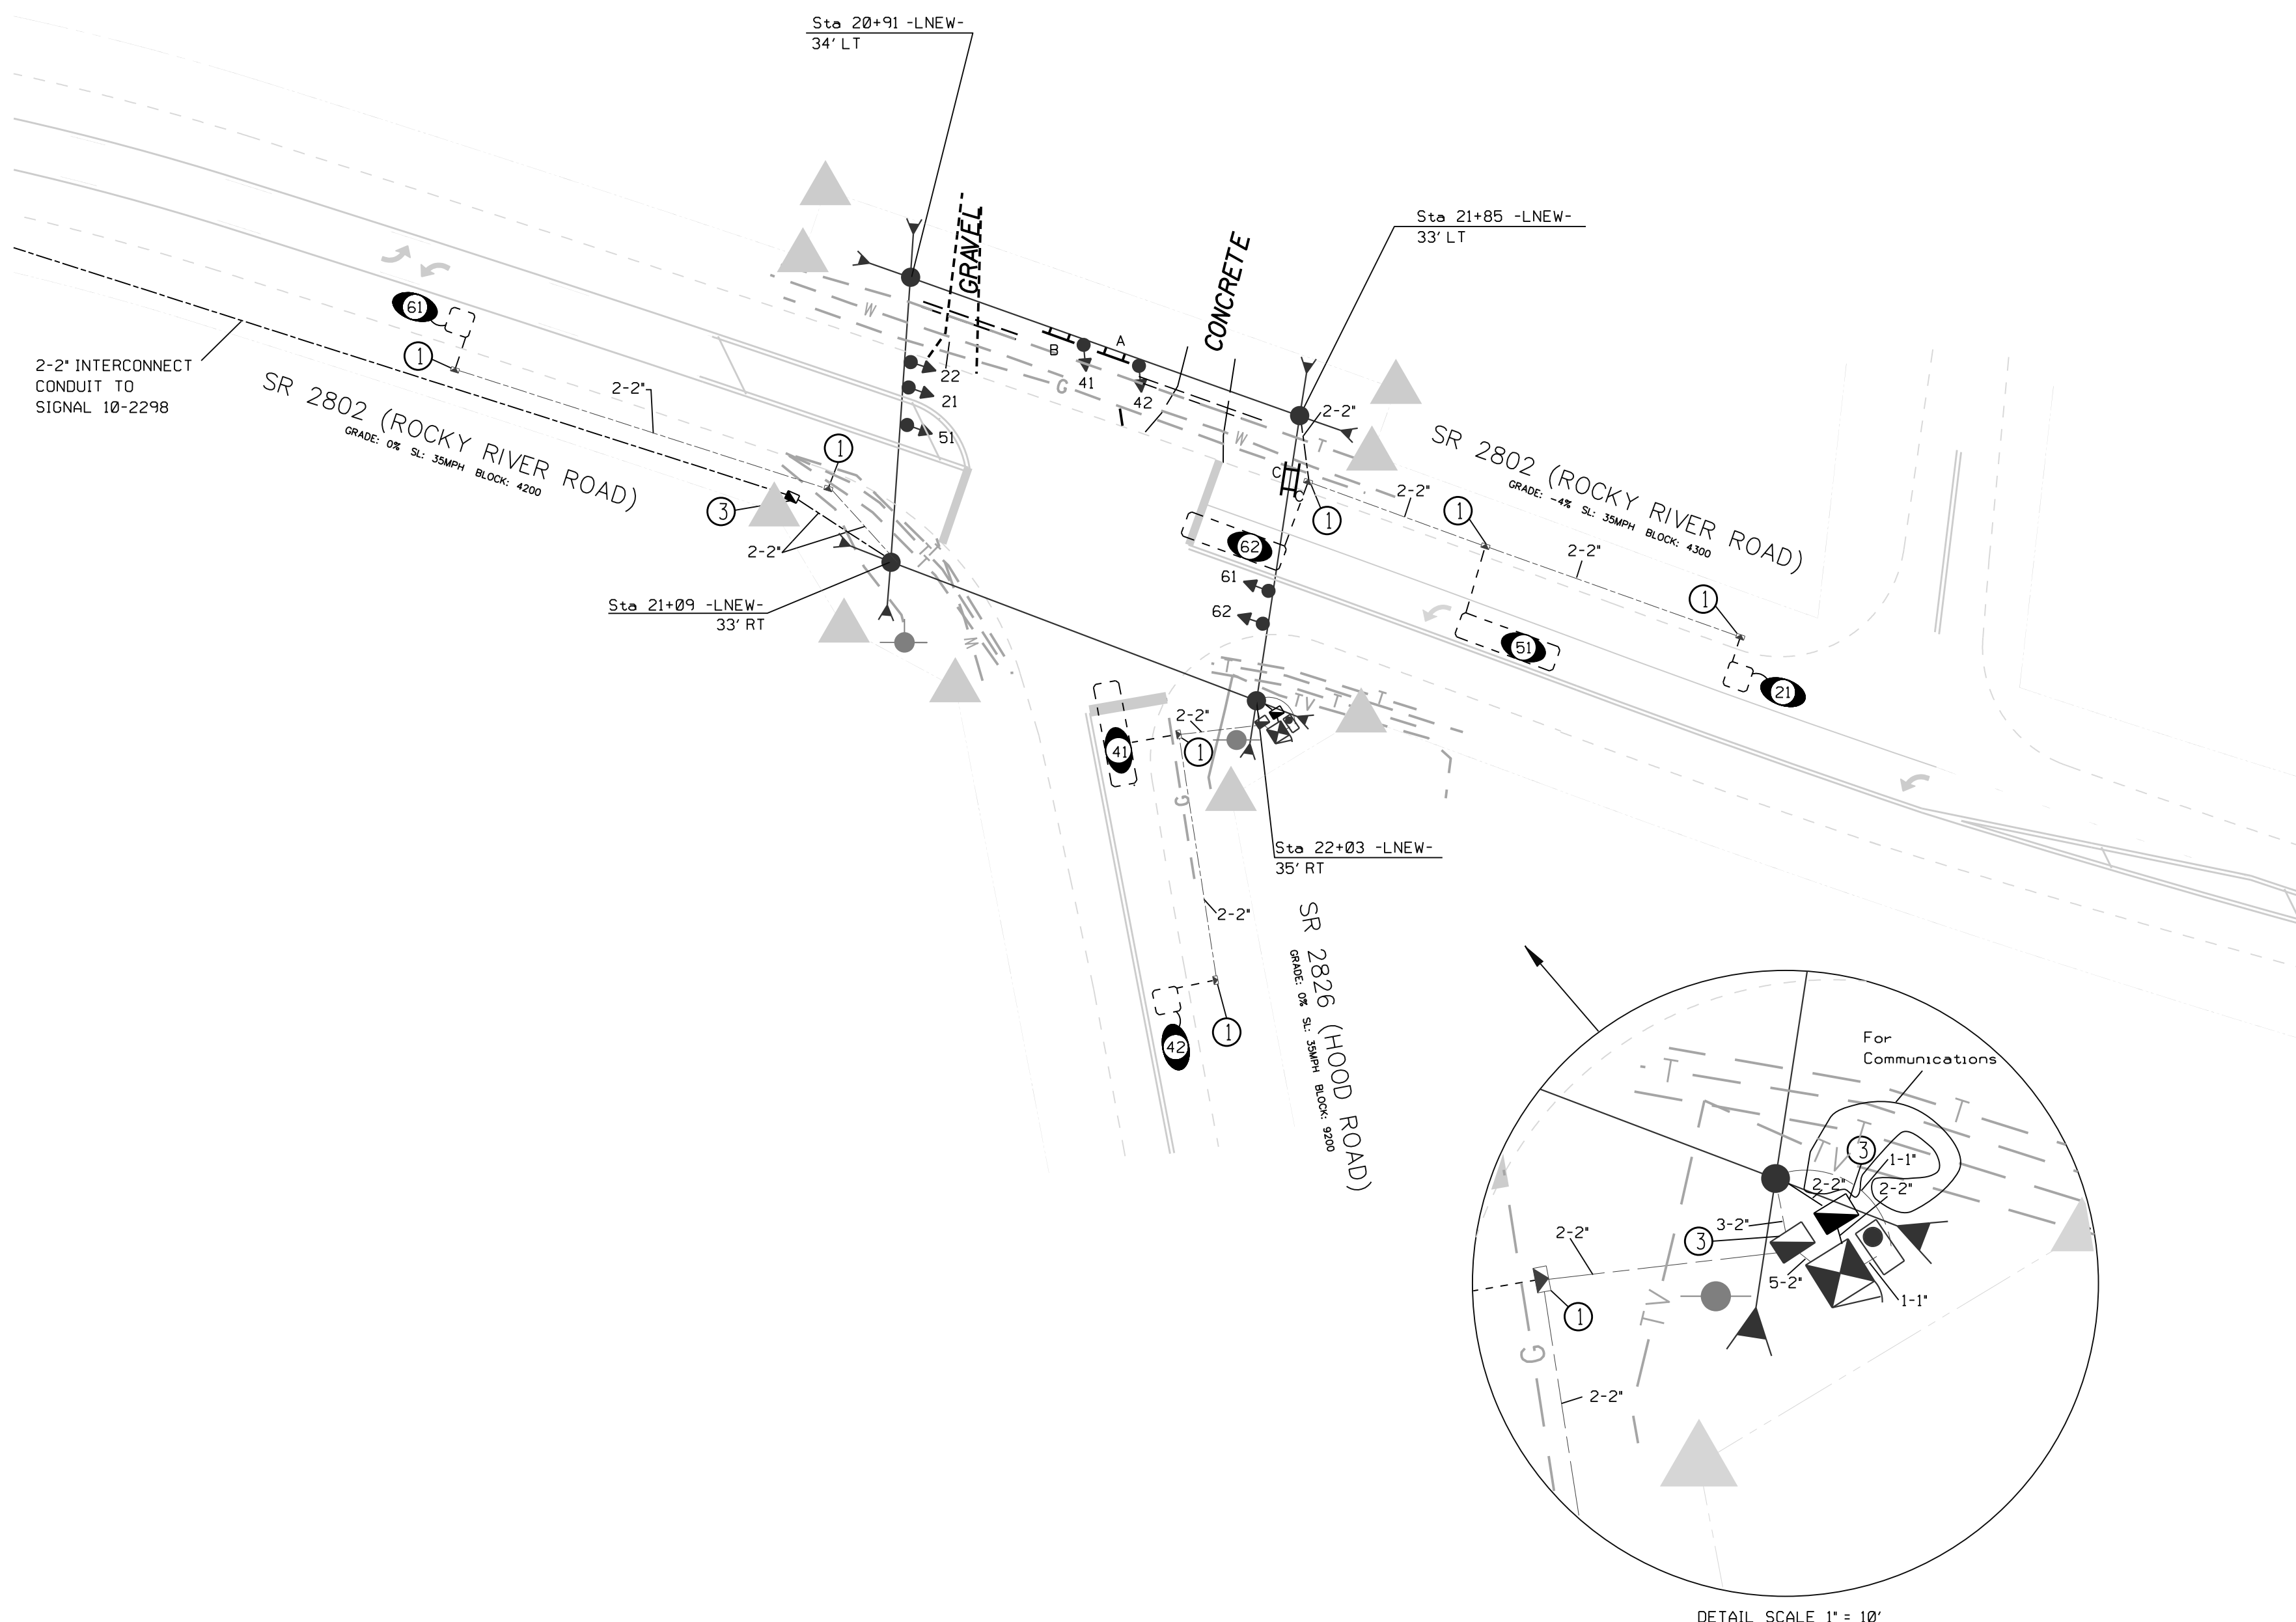 Sta 20+91 -LNEW-
34' LT
Sta 21+85 -LNEW-
33' LT
GRAVEL
CONCRETE
W
G
B
A
41
42
22
21
51
2-2"
W
T
C
C
61
1
2-2" INTERCONNECT
CONDUIT TO
SIGNAL 10-2298
2-2"
SR 2802 (ROCKY RIVER ROAD)
GRADE: 0% SL: 35MPH BLOCK: 4200
1
3
2-2"
T
W
Sta 21+09 -LNEW-
33' RT
SR 2802 (ROCKY RIVER ROAD)
GRADE: -4% SL: 35MPH BLOCK: 4300
2-2"
1
1
2-2"
1
62
61
62
51
21
T
TV
T
T
2-2"
1
41
G
Sta 22+03 -LNEW-
35' RT
2-2"
1
42
SR 2826 (HOOD ROAD)
GRADE: 0% SL: 35MPH BLOCK: 9200
For
Communications
T
T
T
TV
3
1-1"
2-2"
2-2"
3-2"
3
2-2"
5-2"
1-1"
1
TV
G
2-2"
DETAIL SCALE 1" = 10'